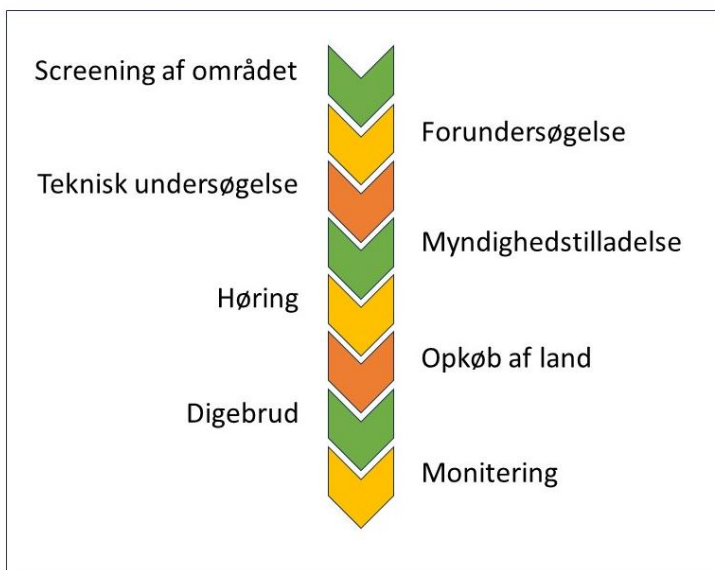 Screening af området
Forundersøgelse
Teknisk undersøgelse
Myndighedstilladelse
Høring
Opkøb af land
Digebrud
Monitering